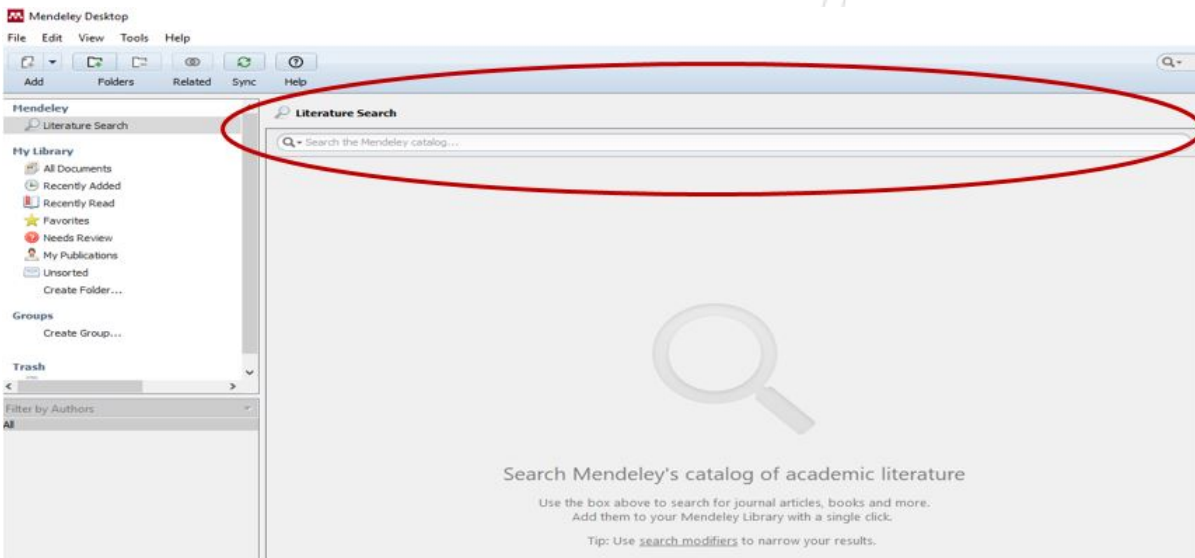 Mendeley Desktop
File Edit View Tools Help
Add Folders Related Sync Help
Mendeley
Literature Search
My Library
All Documents
Recently Added
Recently Read
Favorites
Needs Review
My Publications
Unsorted
Create Folder...
Groups
Create Group...
Trash
Filter by Authors
All
Literature Search
Search the Mendeley catalog...
Search Mendeley's catalog of academic literature
Use the box above to search for journal articles, books and more.
Add them to your Mendeley Library with a single click.
Tip: Use search modifiers to narrow your results.